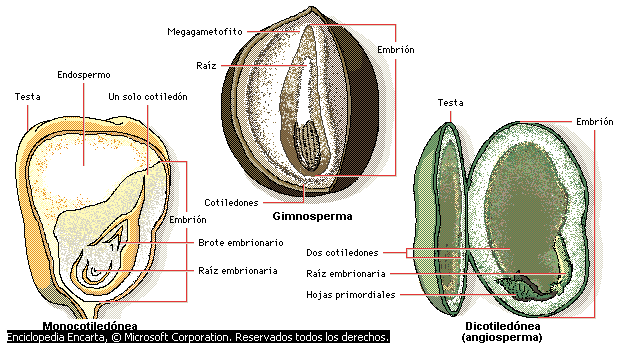 Megagametofito
Raíz
Embrión
Cotiledones
Gimnosperma
Endospermo
Testa
Un solo cotiledón
Embrión
Brote embrionario
Raíz embrionaria
Monocotiledónea
Testa
Embrión
Dos cotiledones
Raíz embrionaria
Hojas primordiales
Dicotiledónea
(angiosperma)
Enciclopedia Encarta, © Microsoft Corporation. Reservados todos los derechos.